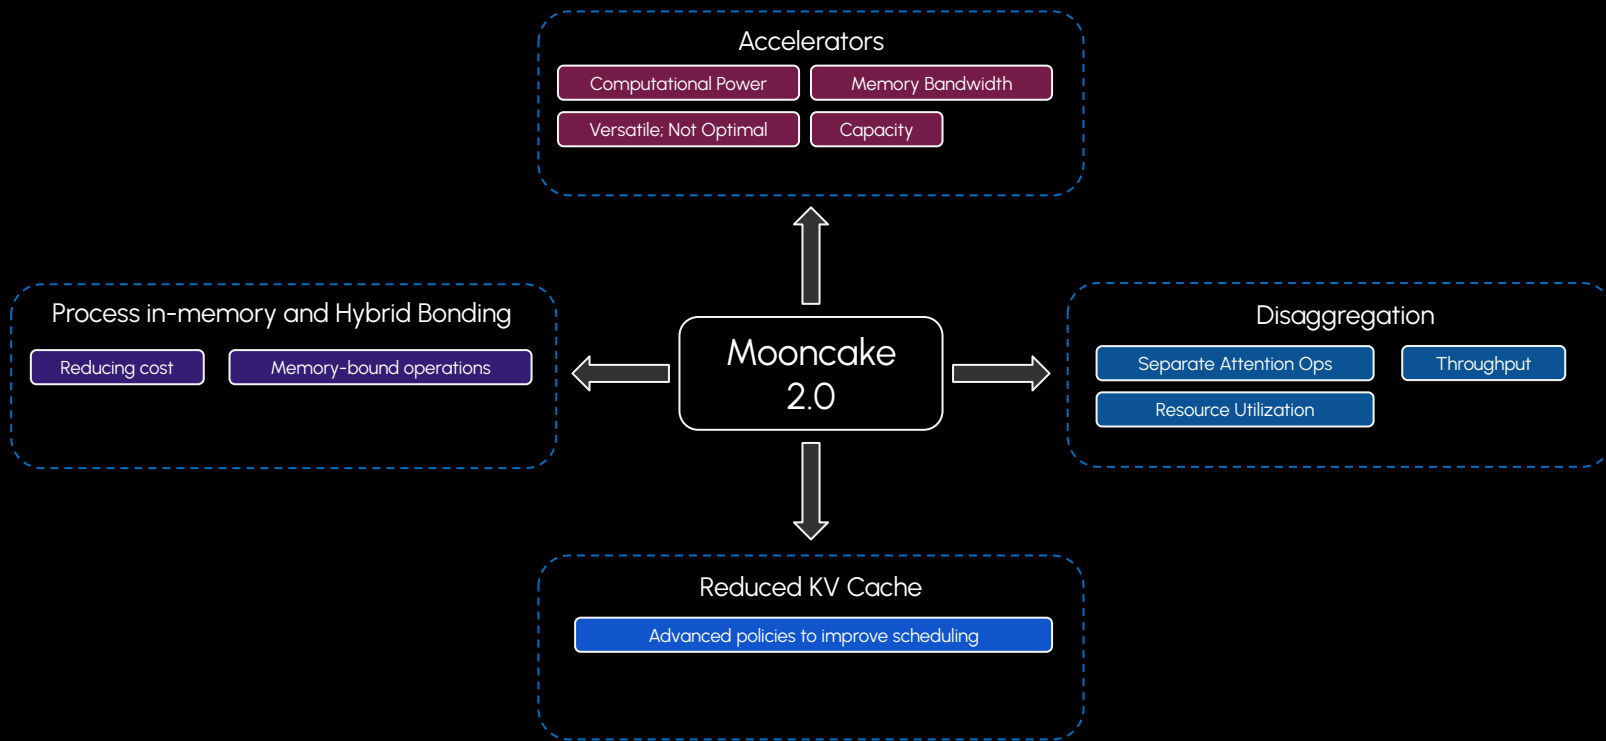 Accelerators
Computational Power
Memory Bandwidth
Versatile; Not Optimal
Capacity
Process in-memory and Hybrid Bonding
Reducing cost
Memory-bound operations
Mooncake
2.0
Disaggregation
Separate Attention Ops
Throughput
Resource Utilization
Reduced KV Cache
Advanced policies to improve scheduling